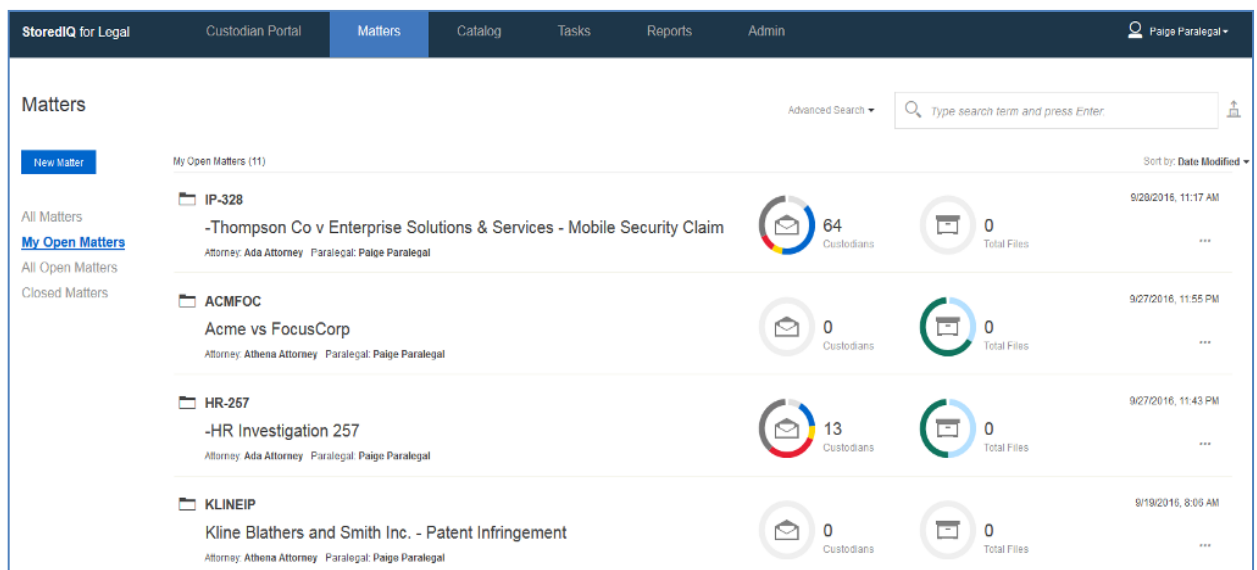 StoredIQ for Legal Custodian Portal Matters Catalog Tasks Reports Admin Paige Paralegal
Matters
Advanced Search Type search term and press Enter.
New Matter
My Open Matters (11) Sort by: Date Modified
All Matters
My Open Matters
All Open Matters
Closed Matters
IP-328 9/28/2016, 11:17 AM
-Thompson Co v Enterprise Solutions & Services - Mobile Security Claim 64 Custodians 0 Total Files
Attorney: Ada Attorney Paralegal: Paige Paralegal ...
ACMFOC 9/27/2016, 11:55 PM
Acme vs FocusCorp 0 Custodians 0 Total Files
Attorney: Athena Attorney Paralegal: Paige Paralegal ...
HR-257 9/27/2016, 11:43 PM
-HR Investigation 257 13 Custodians 0 Total Files
Attorney: Ada Attorney Paralegal: Paige Paralegal ...
KLINEIP 9/19/2016, 8:06 AM
Kline Blathers and Smith Inc. - Patent Infringement 0 Custodians 0 Total Files
Attorney: Athena Attorney Paralegal: Paige Paralegal ...